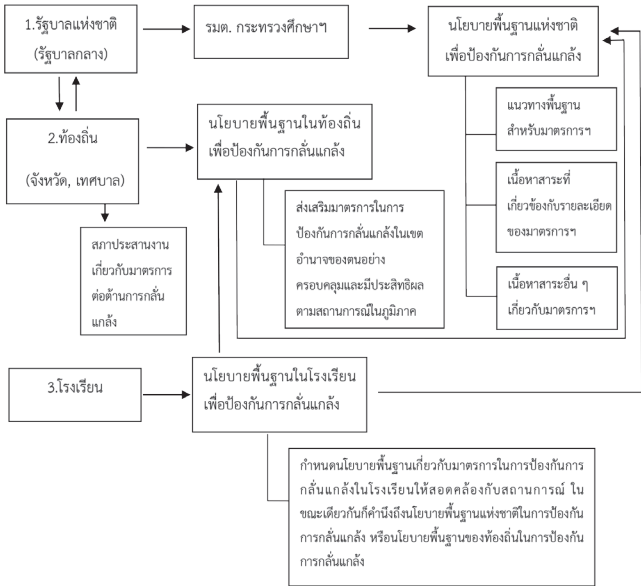 1.รัฐบาลแห่งชาติ
(รัฐบาลกลาง)
รมต. กระทรวงศึกษาฯ
นโยบายพื้นฐานแห่งชาติ
เพื่อป้องกันการกลั่นแกล้ง
แนวทางพื้นฐาน
สำหรับมาตรการฯ
เนื้อหาสาระที่
เกี่ยวข้องกับรายละเอียด
ของมาตรการฯ
เนื้อหาสาระอื่น ๆ
เกี่ยวกับมาตรการฯ
2.ท้องถิ่น
(จังหวัด, เทศบาล)
นโยบายพื้นฐานในท้องถิ่น
เพื่อป้องกันการกลั่นแกล้ง
ส่งเสริมมาตรการในการ
ป้องกันการกลั่นแกล้งในเขต
อำนาจของตนอย่าง
ครอบคลุมและมีประสิทธิผล
ตามสถานการณ์ในภูมิภาค
สภาประสานงาน
เกี่ยวกับมาตรการ
ต่อต้านการกลั่น
แกล้ง
3.โรงเรียน
นโยบายพื้นฐานในโรงเรียน
เพื่อป้องกันการกลั่นแกล้ง
กำหนดนโยบายพื้นฐานเกี่ยวกับมาตรการในการป้องกันการ
กลั่นแกล้งในโรงเรียนให้สอดคล้องกับสถานการณ์ ใน
ขณะเดียวกันก็คำนึงถึงนโยบายพื้นฐานแห่งชาติในการป้องกัน
การกลั่นแกล้ง หรือนโยบายพื้นฐานของท้องถิ่นในการป้องกัน
การกลั่นแกล้ง